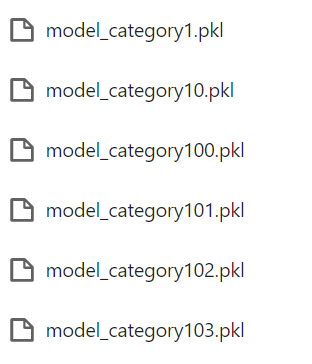 model_category1.pkl
model_category10.pkl
model_category100.pkl
model_category101.pkl
model_category102.pkl
model_category103.pkl